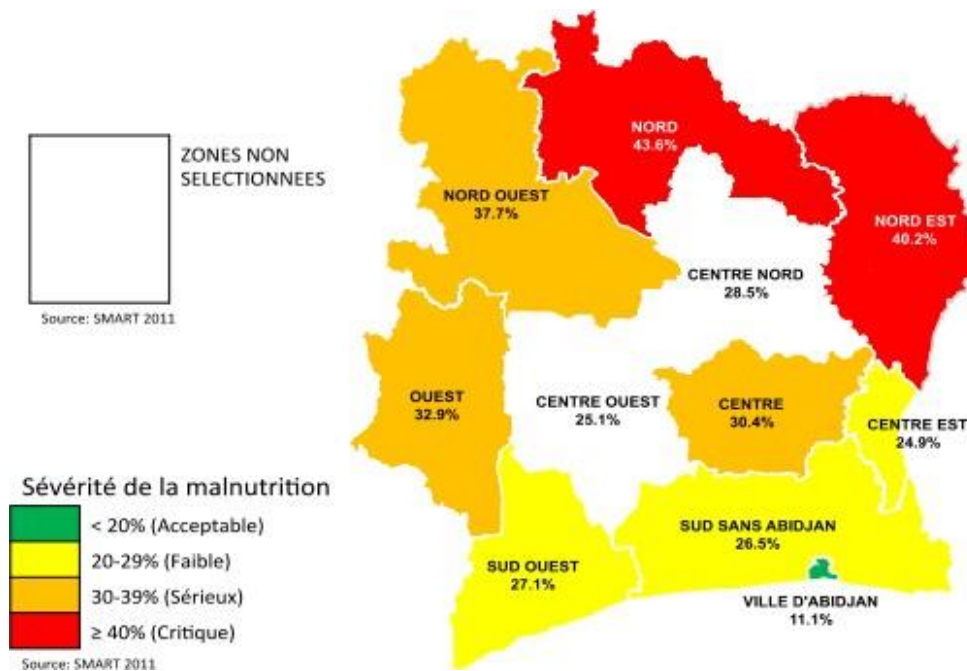 ZONES NON
SELECTIONNEES
Source: SMART 2011
NORD
43.6%
NORD OUEST
37.7%
NORD EST
40.2%
CENTRE NORD
28.5%
OUEST
32.9%
CENTRE OUEST
25.1%
CENTRE
30.4%
CENTRE EST
24.9%
SUD SANS ABIDJAN
26.5%
SUD OUEST
27.1%
VILLE D'ABIDJAN
11.1%
Sévérité de la malnutrition
< 20% (Acceptable)
20-29% (Faible)
30-39% (Sérieux)
≥ 40% (Critique)
Source: SMART 2011